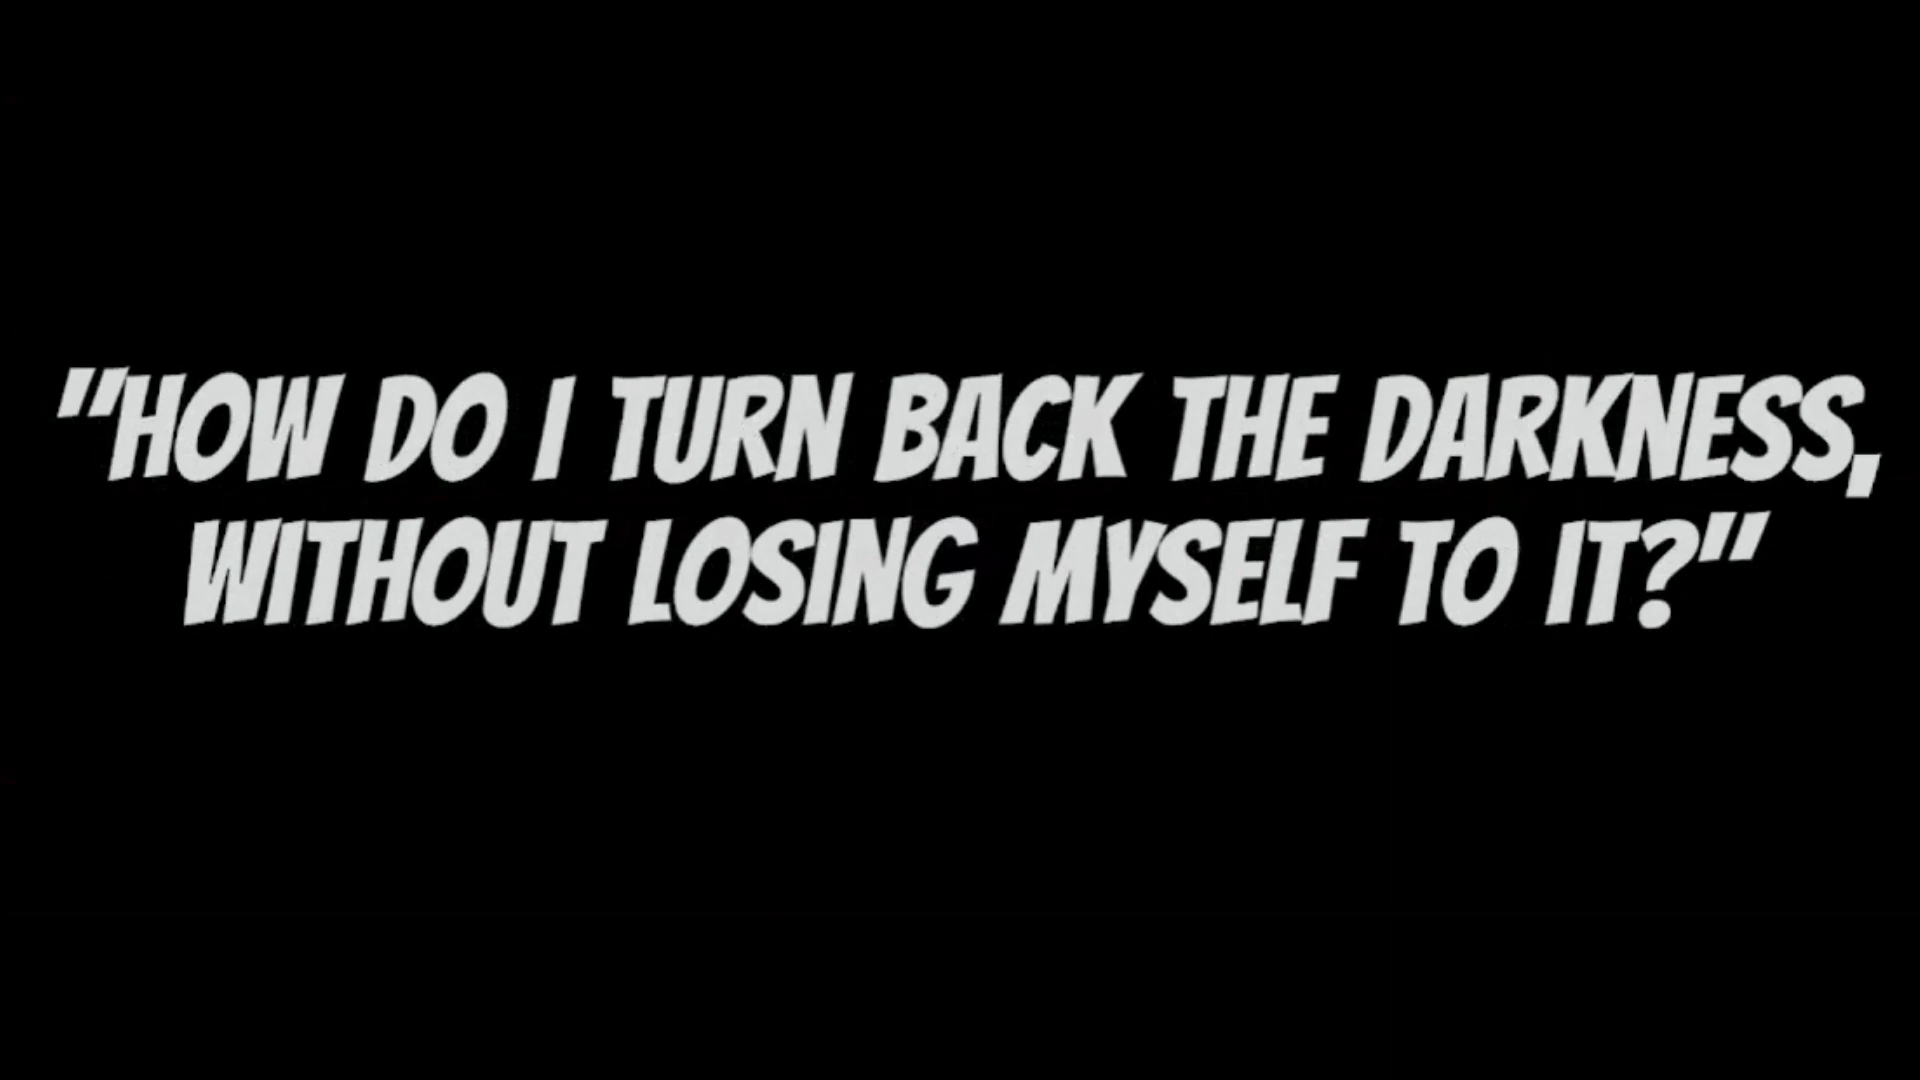 "HOW DO I TURN BACK THE DARKNESS,
WITHOUT LOSING MYSELF TO IT?"